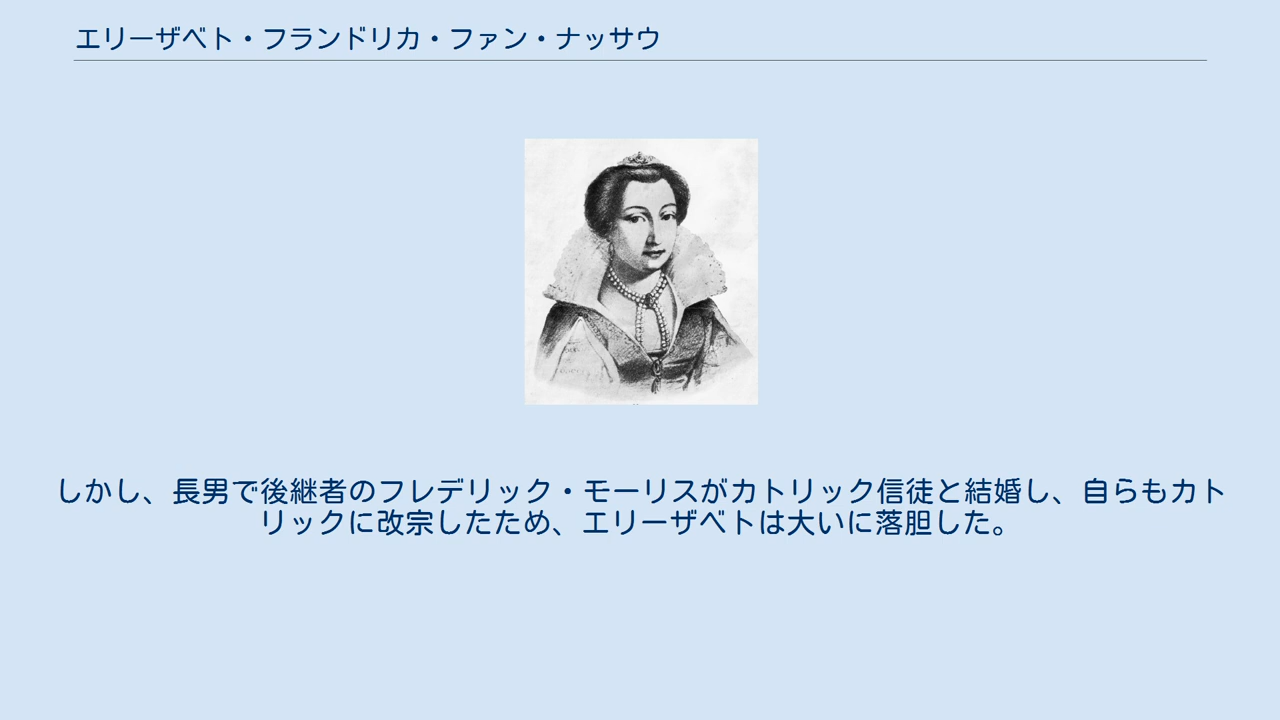 エリーザベト・フランドリカ・ファン・ナッサウ
しかし、長男で後継者のフレデリック・モーリスがカトリック信徒と結婚し、自らもカト
リックに改宗したため、エリーザベトは大いに落胆した。